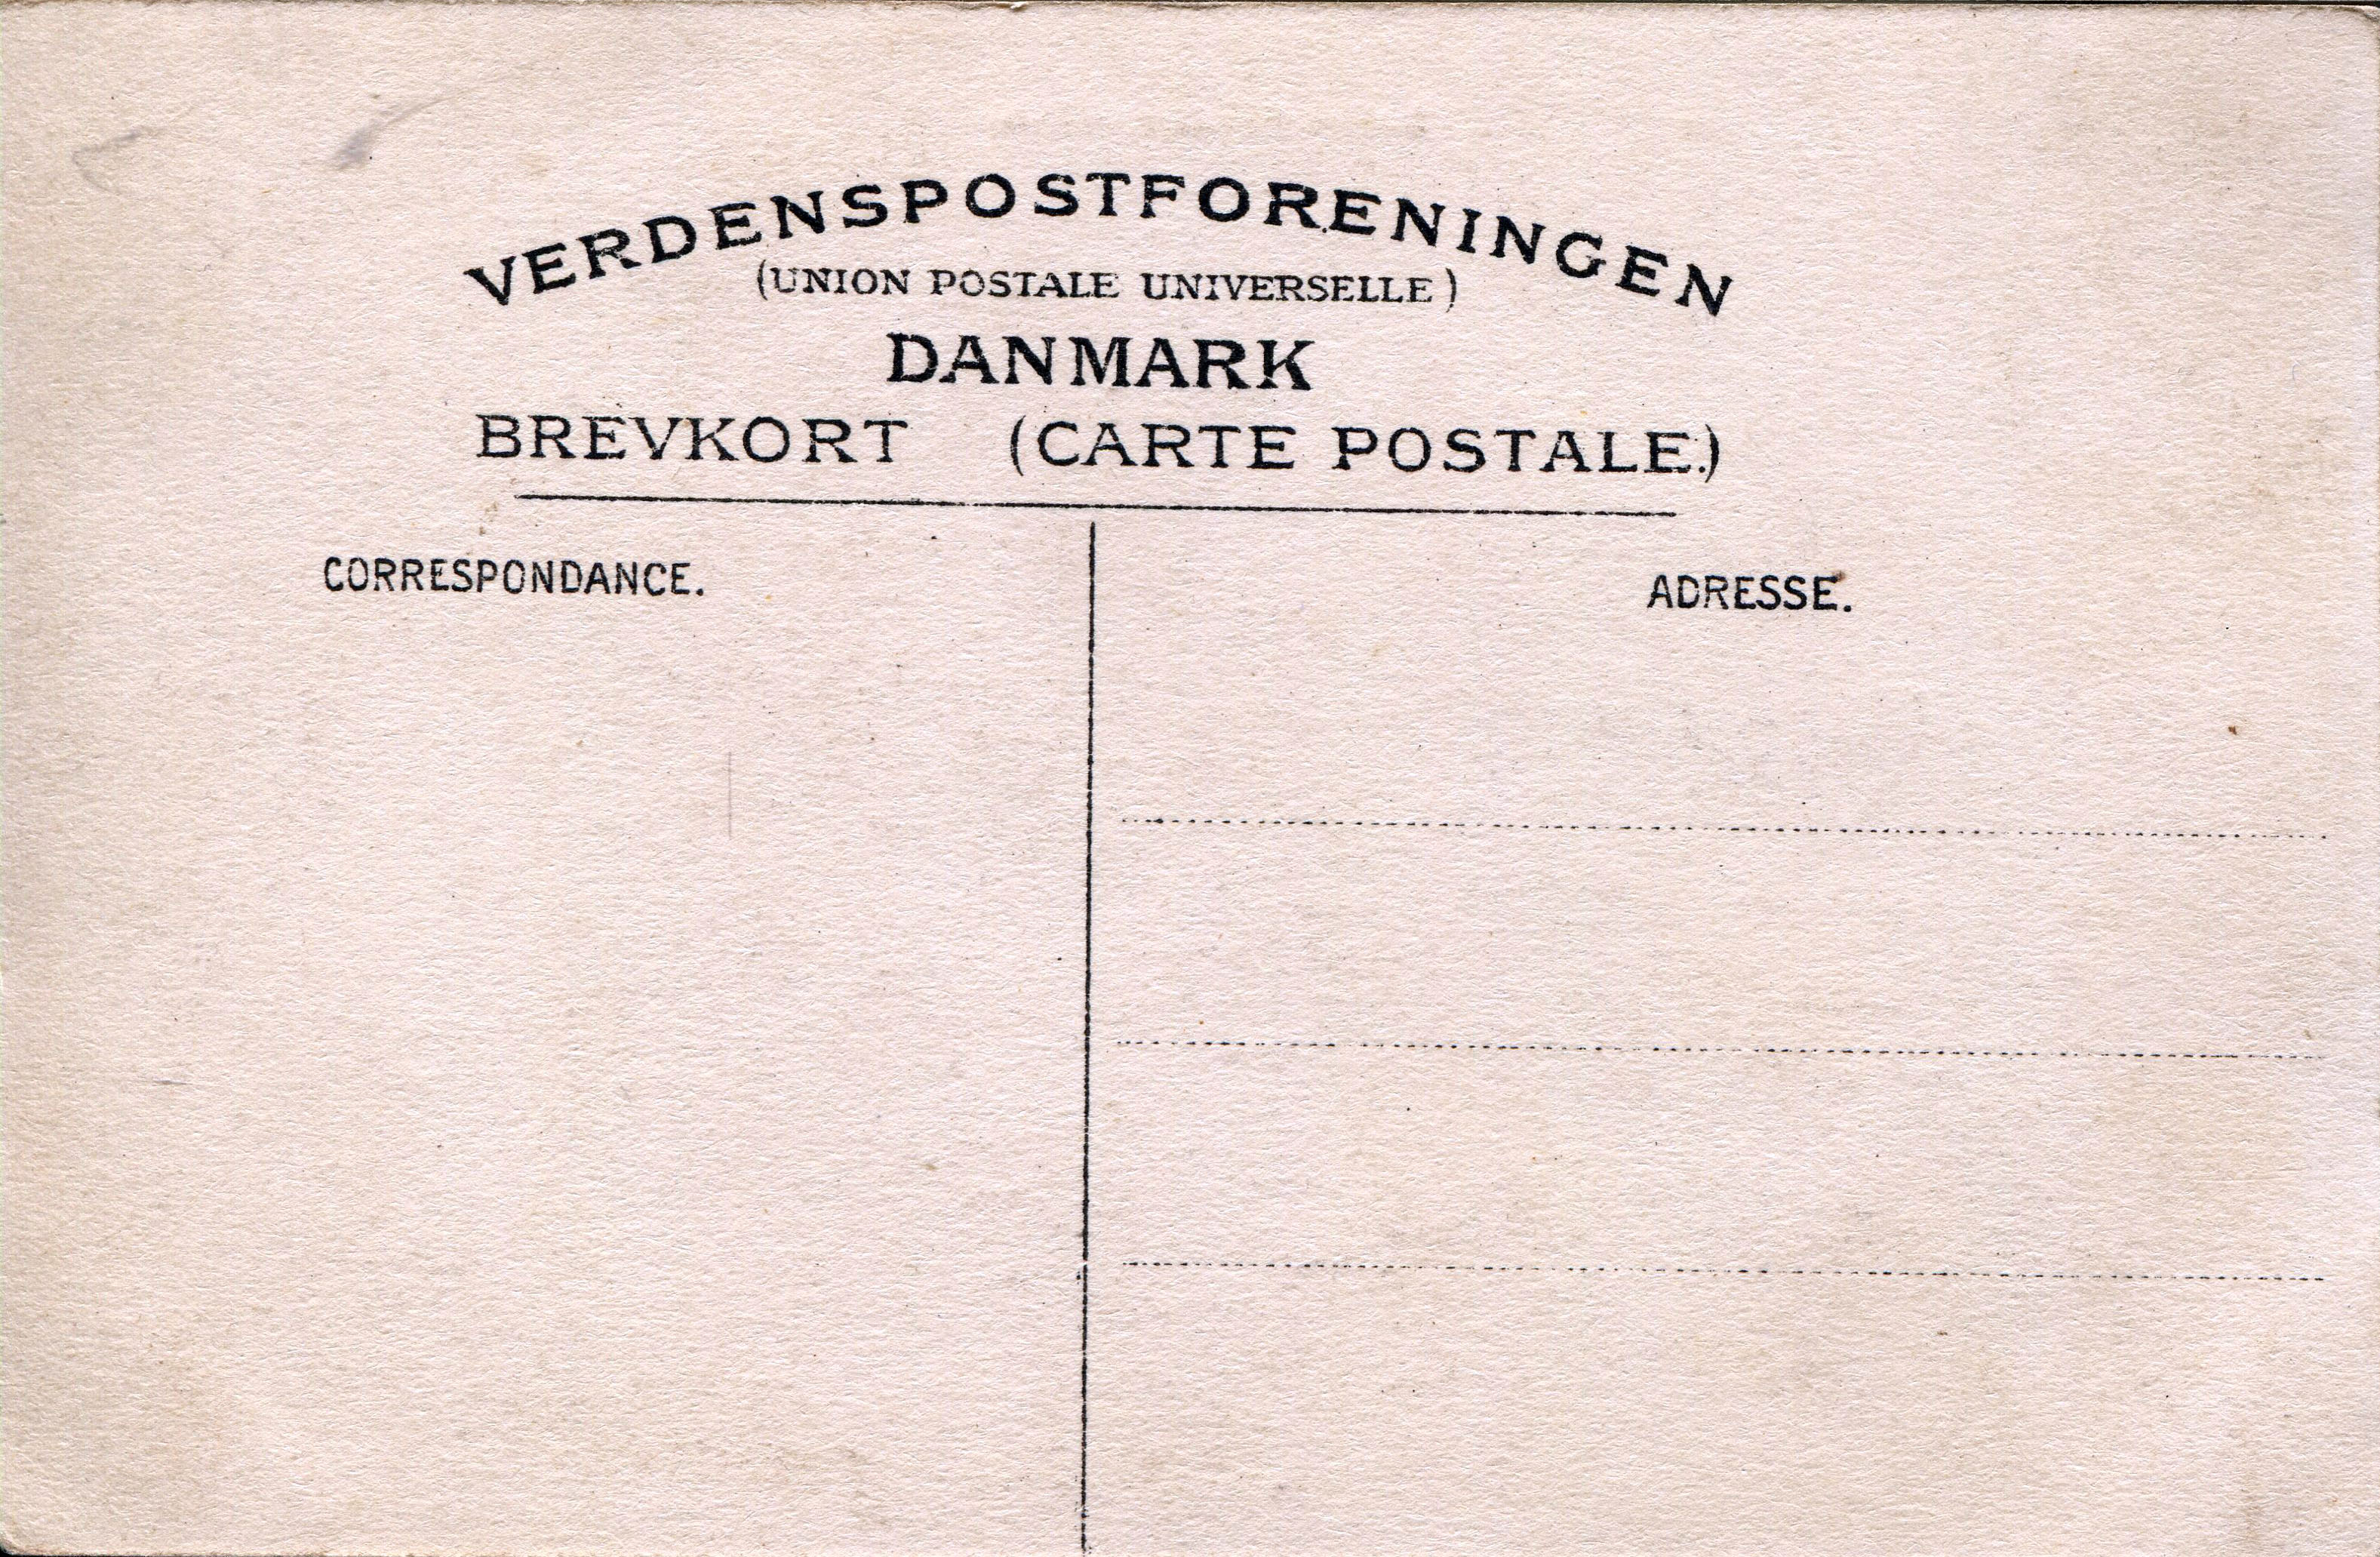 VERDENSPOSTFORENINGEN
(UNION POSTALE UNIVERSELLE)
DANMARK
BREVKORT (CARTE POSTALE.)
CORRESPONDANCE.
ADRESSE.